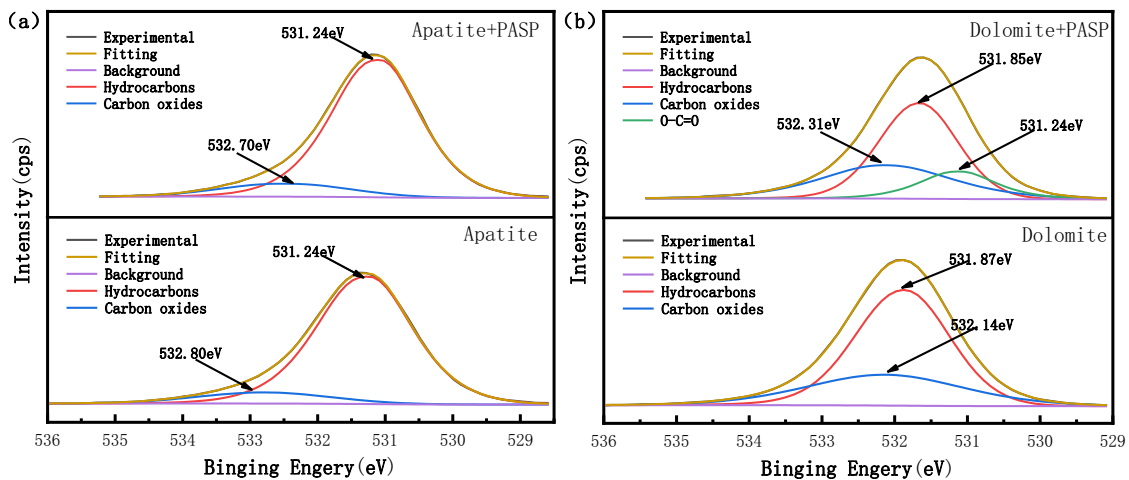 (a)
Apatite+PASP
Experimental
Fitting
Background
Hydrocarbons
Carbon oxides
531.24eV
532.70eV
Apatite
Experimental
Fitting
Background
Hydrocarbons
Carbon oxides
531.24eV
532.80eV
Intensity(cps)
536 535 534 533 532 531 530 529
Binging Engery(eV)
(b)
Dolomite+PASP
Experimental
Fitting
Background
Hydrocarbons
Carbon oxides
O-C=O
531.85eV
532.31eV
531.24eV
Dolomite
Experimental
Fitting
Background
Hydrocarbons
Carbon oxides
531.87eV
532.14eV
Intensity(cps)
536 534 533 532 531 530 529
Binging Engery(eV)